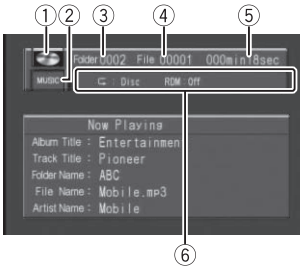 ① ② ③ ④ ⑤
Folder 0002 File 00001 000min18sec
MUSIC
: Disc RDM : Off
Now Playing
Album Title : Entertainmen
Track Title : Pioneer
Folder Name : ABC
File Name : Mobile.mp3
Artist Name : Mobile
⑥